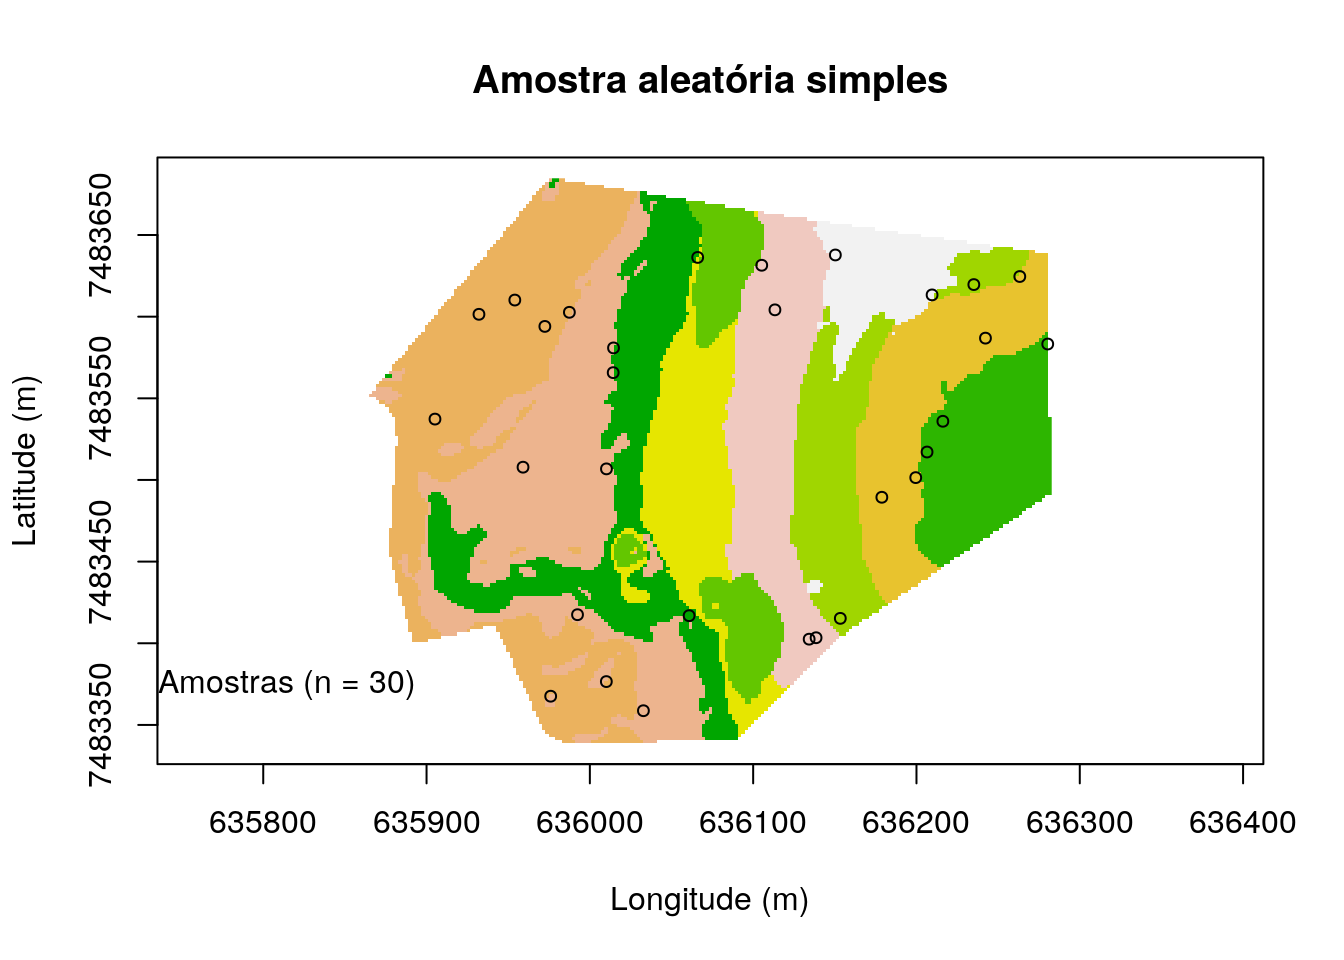 Amostra aleatória simples
Latitude (m)
7483650
7483550
7483450
7483350
Amostras (n = 30)
635800 635900 636000 636100 636200 636300 636400
Longitude (m)